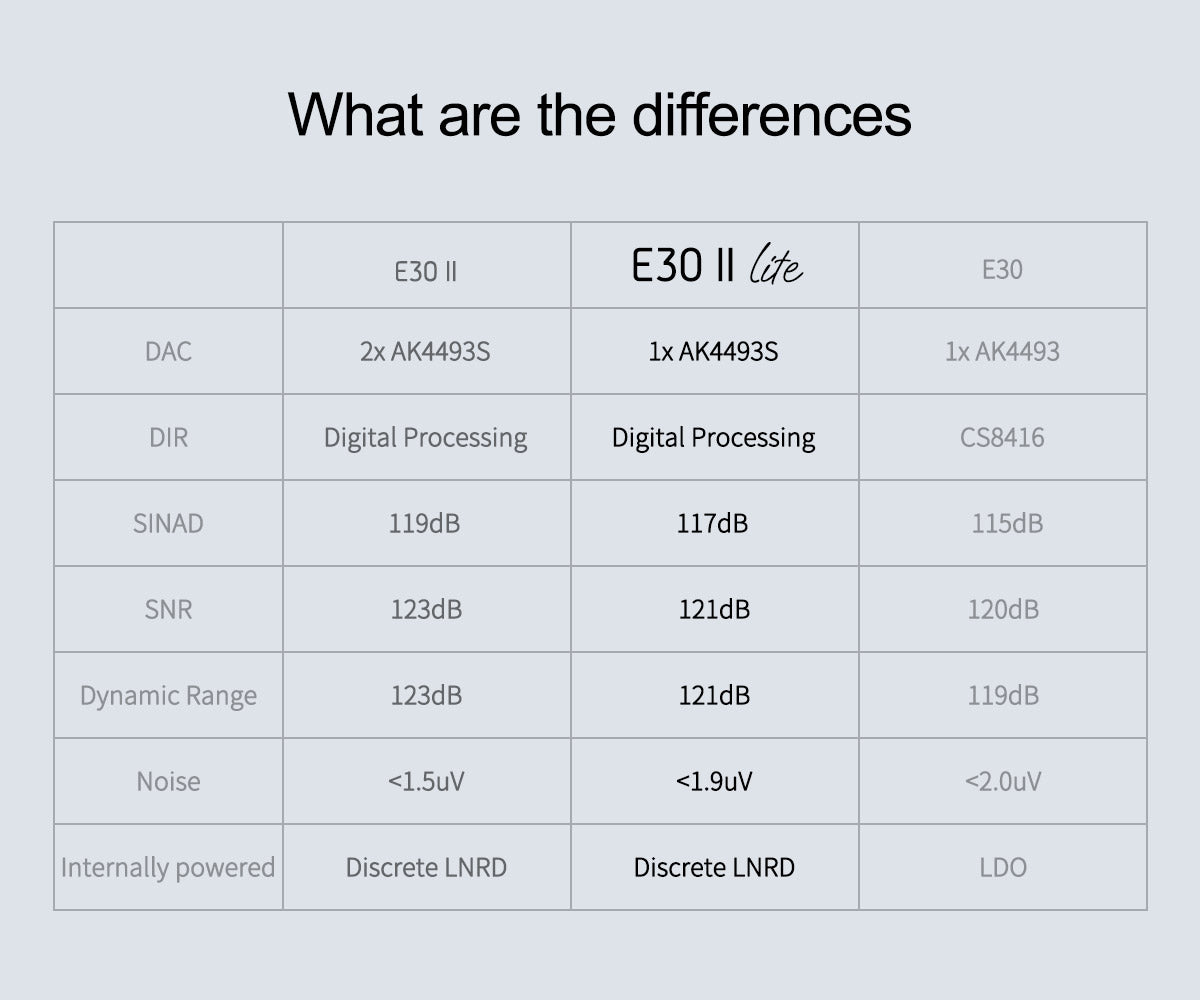 What are the differences
E30 II E30 II lite E30
DAC 2x AK4493S 1x AK4493S 1x AK4493
DIR Digital Processing Digital Processing CS8416
SINAD 119dB 117dB 115dB
SNR 123dB 121dB 120dB
Dynamic Range 123dB 121dB 119dB
Noise <1.5uV <1.9uV <2.0uV
Internally powered Discrete LNRD Discrete LNRD LDO